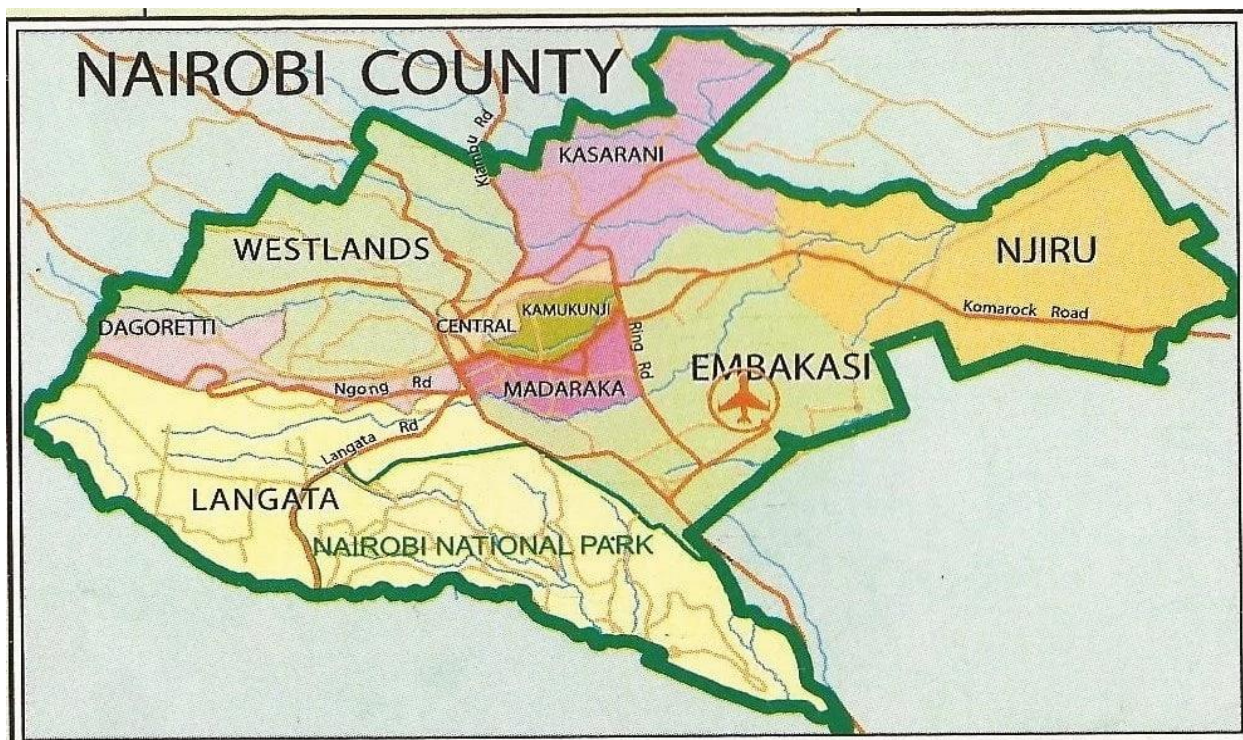 NAIROBI COUNTY
Kiambu Rd
KASARANI
WESTLANDS
NJIRU
DAGORETTI
CENTRAL
KAMUKUNJI
Komarock Road
Ring Rd
EMBAKASI
Ngong Rd
MADARAKA
Langata Rd
LANGATA
NAIROBI NATIONAL PARK